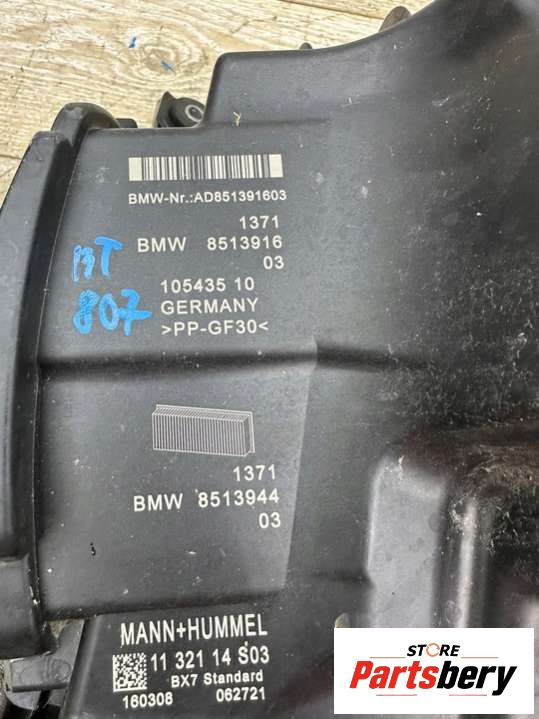 BMW-Nr.:AD851391603
1371
BMW 8513916
03
BT
807
105435 10
GERMANY
>PP-GF30<
1371
BMW 8513944
03
MANN+HUMMEL
11 321 14 S03
BX7 Standard
160308 062721
STORE
Partsbery